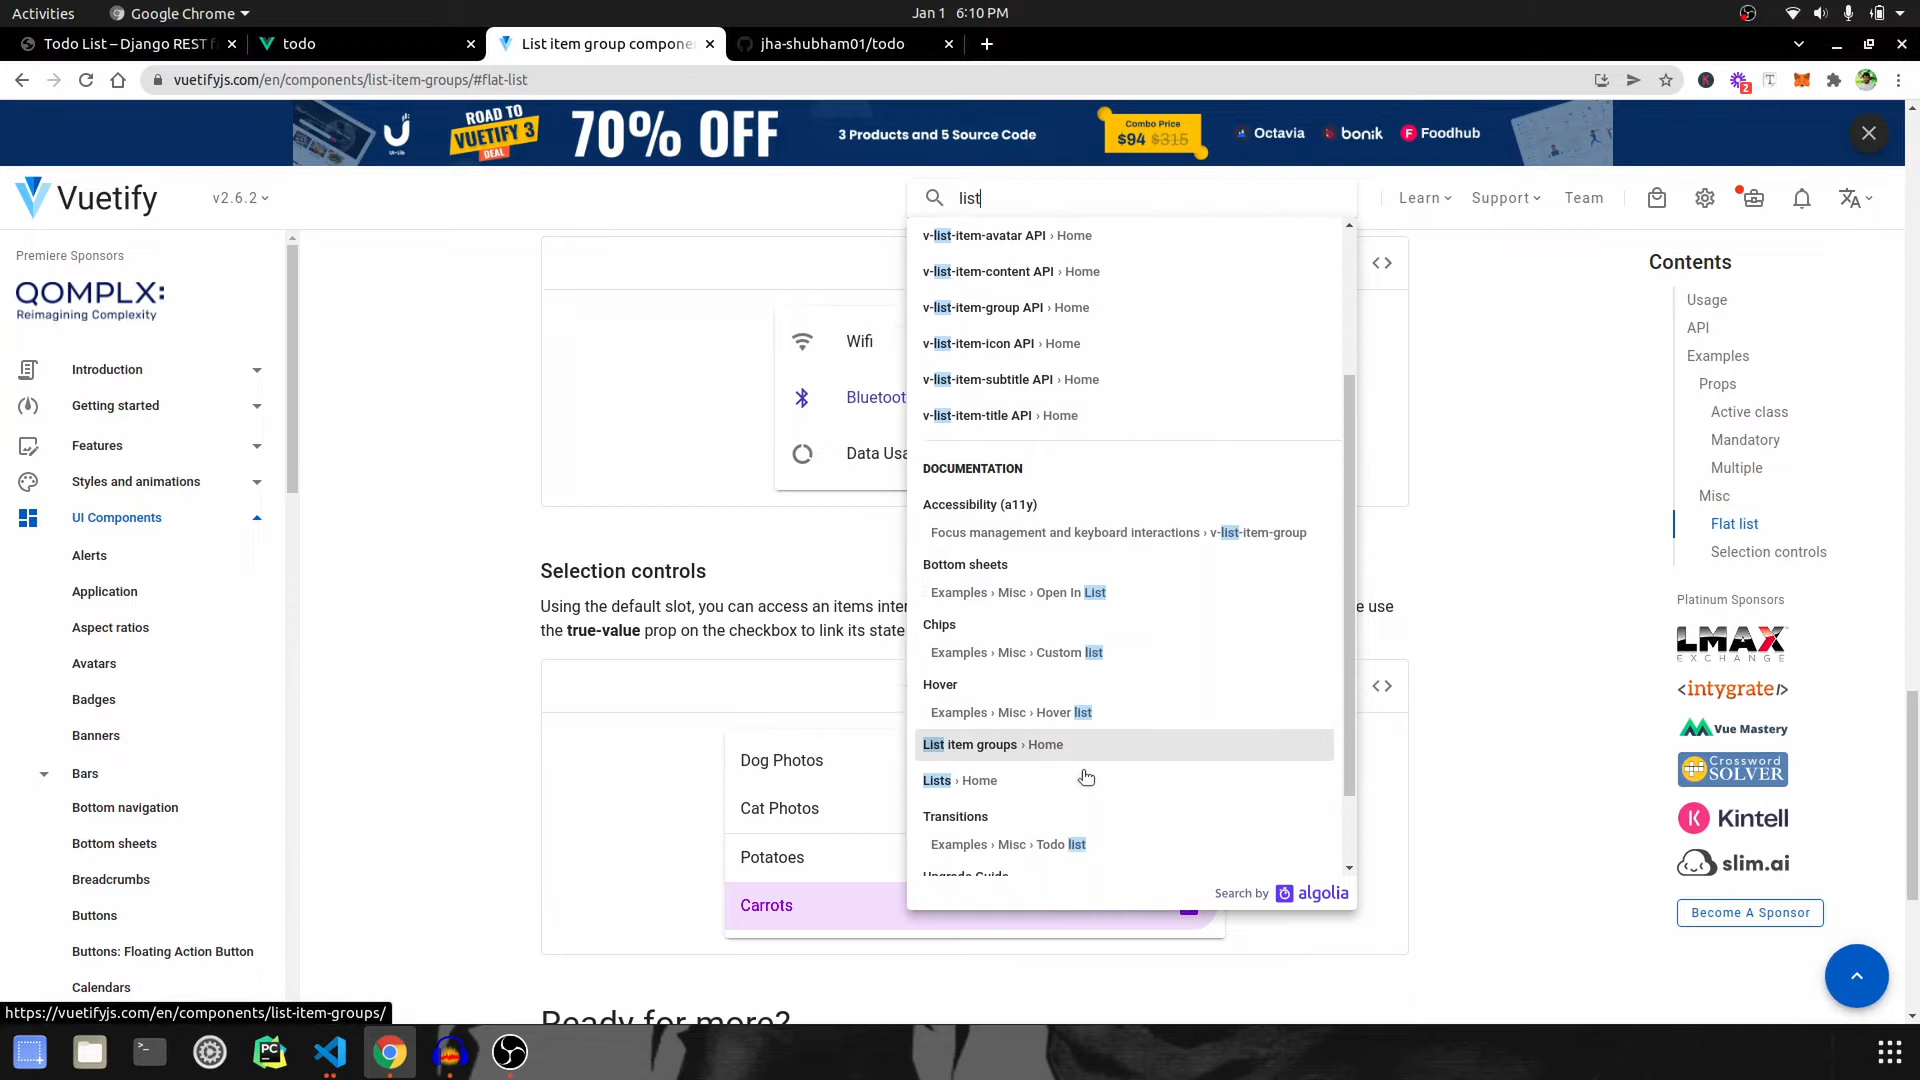 Activities
Google Chrome
Jan 1 6:10 PM
Todo List – Django REST f
todo
List item group compone
jha-shubham01/todo
vuetifyjs.com/en/components/list-item-groups/#flat-list
2
ROAD TO VUETIFY 3 DEAL
70% OFF
3 Products and 5 Source Code
Combo Price
$94 $315
Octavia
bonik
Foodhub
Vuetify
v2.6.2
list
Learn
Support
Team
Premiere Sponsors
QOMPLX:
Reimagining Complexity
Introduction
Getting started
Features
Styles and animations
UI Components
Alerts
Application
Aspect ratios
Avatars
Badges
Banners
Bars
Bottom navigation
Bottom sheets
Breadcrumbs
Buttons
Buttons: Floating Action Button
Calendars
Wifi
Bluetoot
Data Usa
Selection controls
Using the default slot, you can access an items inter
e use
the true-value prop on the checkbox to link its state
Dog Photos
Cat Photos
Potatoes
Carrots
Ready for more?
v-list-item-avatar API › Home
v-list-item-content API › Home
v-list-item-group API › Home
v-list-item-icon API › Home
v-list-item-subtitle API › Home
v-list-item-title API › Home
DOCUMENTATION
Accessibility (a11y)
Focus management and keyboard interactions › v-list-item-group
Bottom sheets
Examples › Misc › Open In List
Chips
Examples › Misc › Custom list
Hover
Examples › Misc › Hover list
List item groups › Home
Lists › Home
Transitions
Examples › Misc › Todo list
Upgrade Guide
Search by algolia
Contents
Usage
API
Examples
Props
Active class
Mandatory
Multiple
Misc
Flat list
Selection controls
Platinum Sponsors
LMAX
EXCHANGE
<intygrate/>
Vue Mastery
Crossword
SOLVER
Kintell
slim.ai
Become A Sponsor
https://vuetifyjs.com/en/components/list-item-groups/
PC